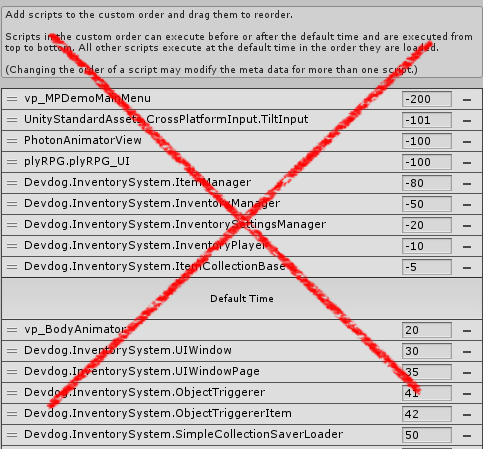 Add scripts to the custom order and drag them to reorder.
Scripts in the custom order can execute before or after the default time and are executed from
top to bottom. All other scripts execute at the default time in the order they are loaded.
(Changing the order of a script may modify the meta data for more than one script.)
vp_MPDemoMainMenu -200
UnityStandardAssets.CrossPlatformInput.TiltInput -101
PhotonAnimatorView -100
plyRPG.plyRPG_UI -100
Devdog.InventorySystem.ItemManager -80
Devdog.InventorySystem.InventoryManager -50
Devdog.InventorySystem.InventorySettingsManager -20
Devdog.InventorySystem.InventoryPlayer -10
Devdog.InventorySystem.ItemCollectionBase -5
Default Time
vp_BodyAnimator 20
Devdog.InventorySystem.UIWindow 30
Devdog.InventorySystem.UIWindowPage 35
Devdog.InventorySystem.ObjectTriggerer 41
Devdog.InventorySystem.ObjectTriggererItem 42
Devdog.InventorySystem.SimpleCollectionSaverLoader 50